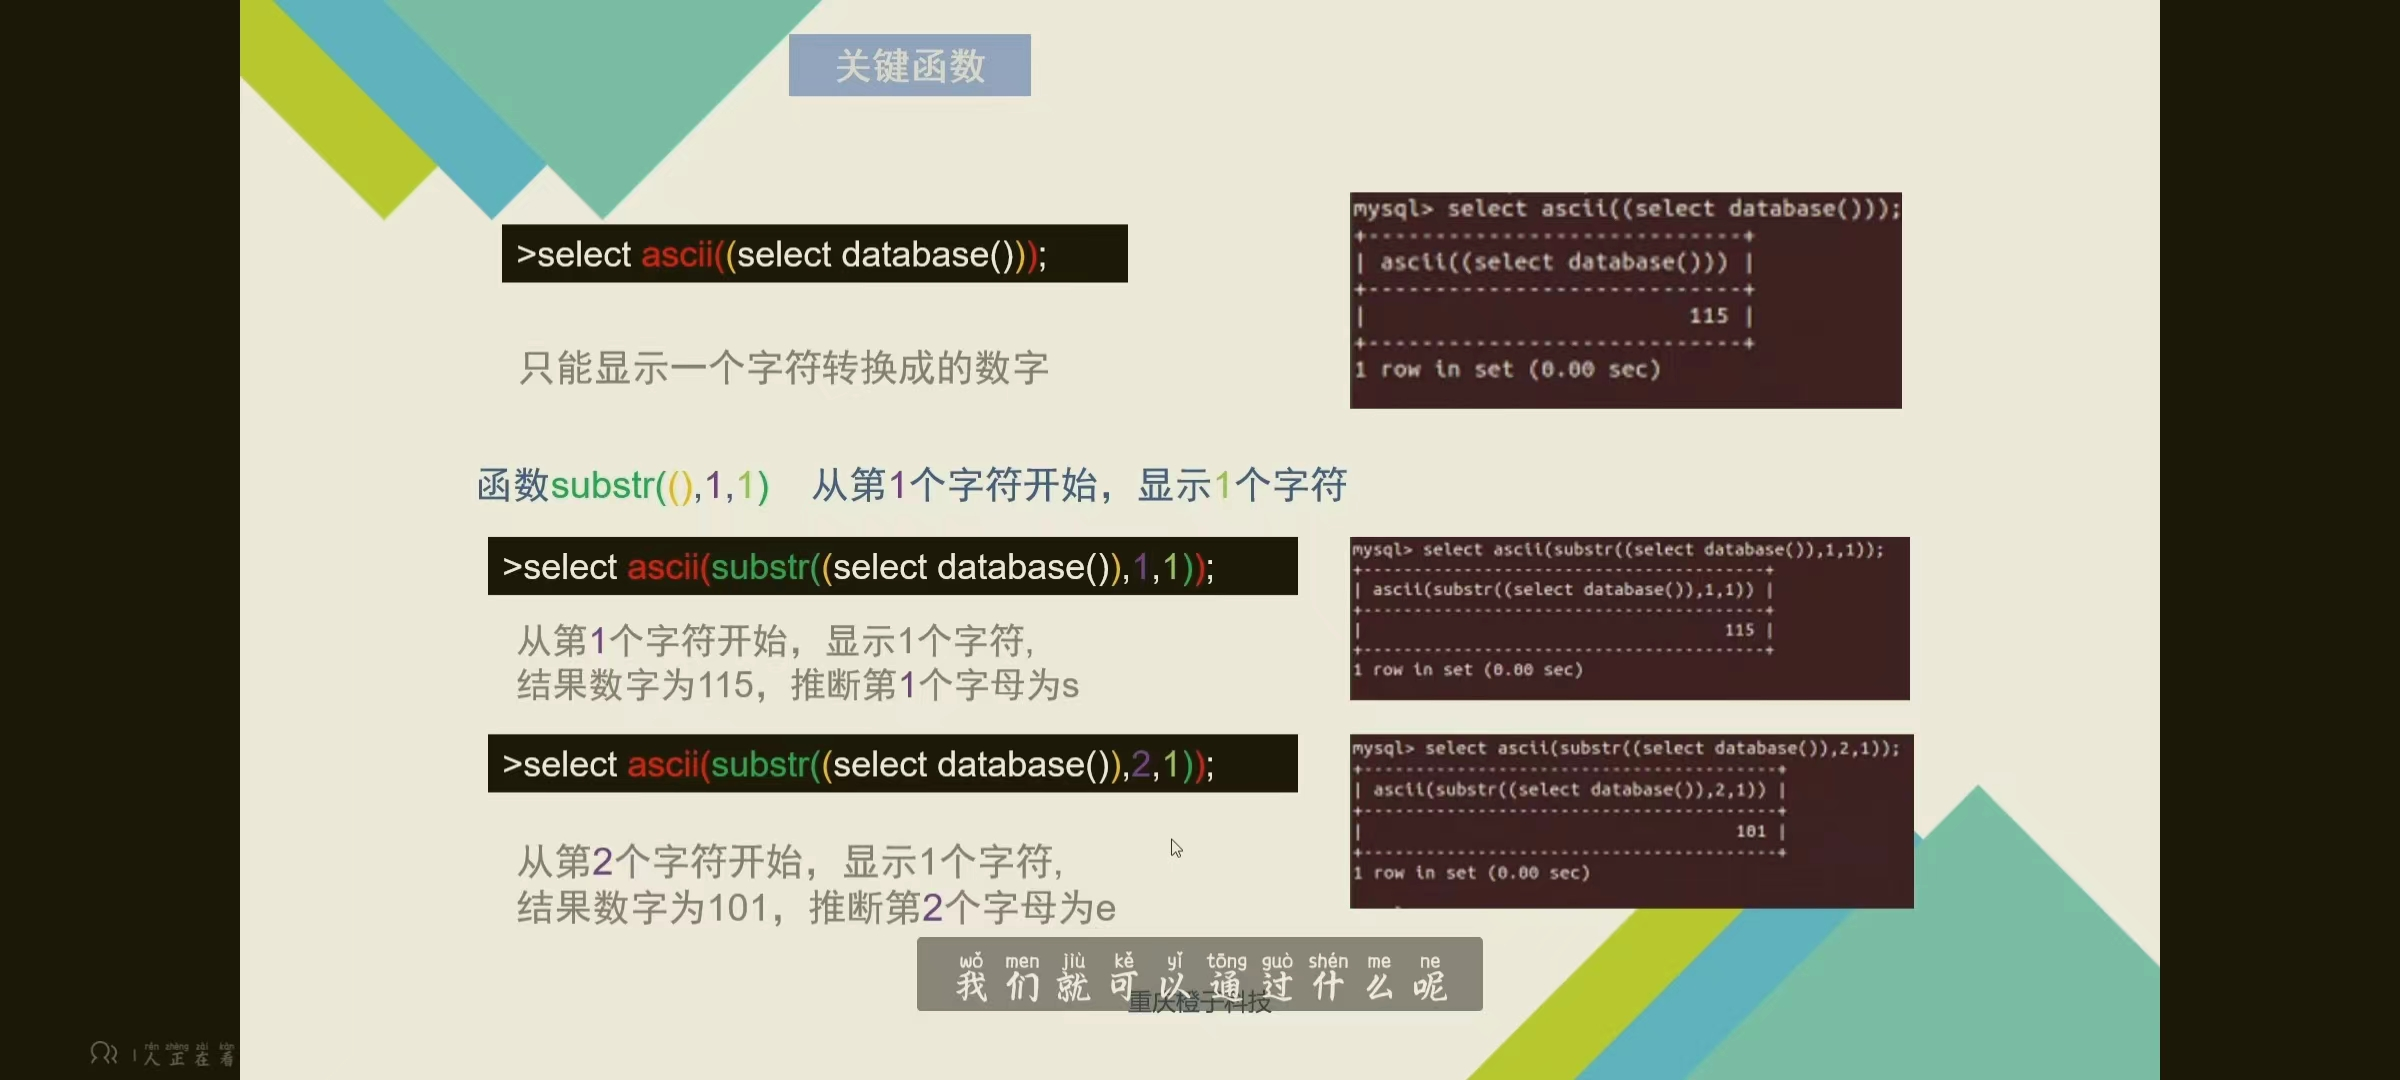 关键函数
>select ascii((select database()));
只能显示一个字符转换成的数字
mysql> select ascii((select database()));
+---------------------------+
| ascii((select database())) |
+---------------------------+
| 115 |
+---------------------------+
1 row in set (0.00 sec)
函数substr((),1,1) 从第1个字符开始，显示1个字符
>select ascii(substr((select database()),1,1));
从第1个字符开始，显示1个字符,
结果数字为115，推断第1个字母为s
mysql> select ascii(substr((select database()),1,1));
+---------------------------------------+
| ascii(substr((select database()),1,1)) |
+---------------------------------------+
| 115 |
+---------------------------------------+
1 row in set (0.00 sec)
>select ascii(substr((select database()),2,1));
从第2个字符开始，显示1个字符,
结果数字为101，推断第2个字母为e
mysql> select ascii(substr((select database()),2,1));
+---------------------------------------+
| ascii(substr((select database()),2,1)) |
+---------------------------------------+
| 101 |
+---------------------------------------+
1 row in set (0.00 sec)
wǒ men jiù kě yǐ tōng guò shén me ne
我们就可以通过什么呢
重庆橙子科技
rén zhèng zài kàn
1人正在看